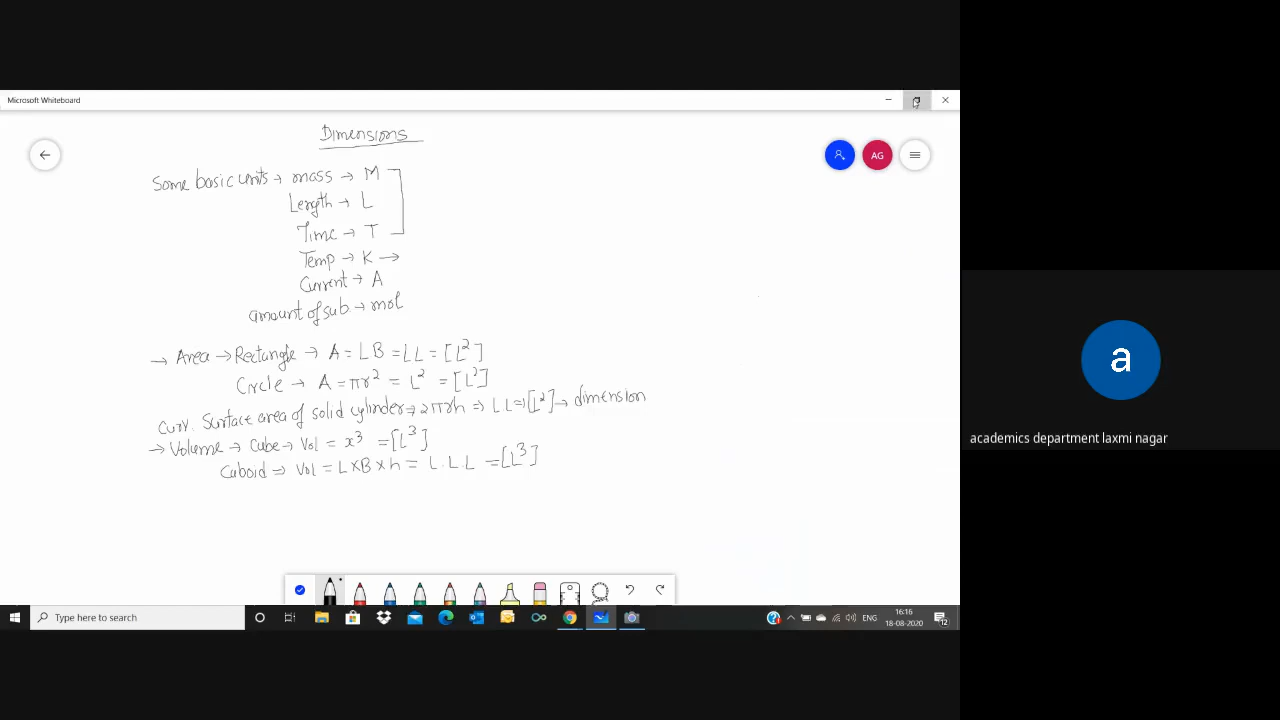 Microsoft Whiteboard
Dimensions
AG
Some basic units → mass → M
Length → L
Time → T
Temp → K →
Current → A
amount of sub → mol
→ Area → Rectangle → A = LB = LL = [L²]
Circle → A = πr² = L² = [L²]
curv. Surface area of solid cylinder → 2πrh ⇒ L.L ⇒ [L²] → dimension
→ Volume → Cube → Vol = x³ = [L³]
Cuboid ⇒ Vol = L×B×h = L.L.L = [L³]
a
academics department laxmi nagar
Type here to search
ENG
16:16
18-08-2020
12